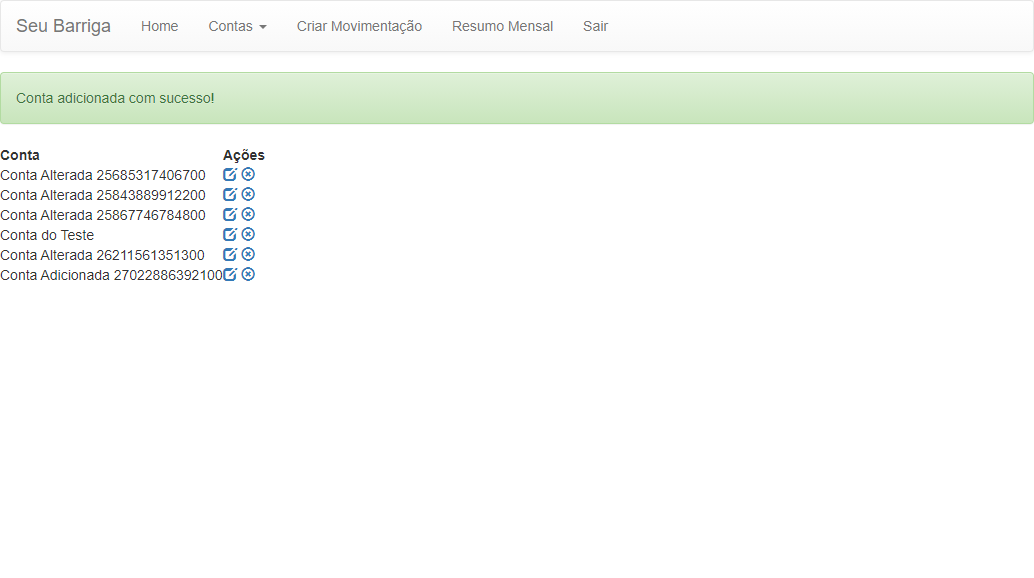 Seu Barriga Home Contas Criar Movimentação Resumo Mensal Sair
Conta adicionada com sucesso!
Conta Ações
Conta Alterada 25685317406700
Conta Alterada 25843889912200
Conta Alterada 25867746784800
Conta do Teste
Conta Alterada 26211561351300
Conta Adicionada 27022886392100